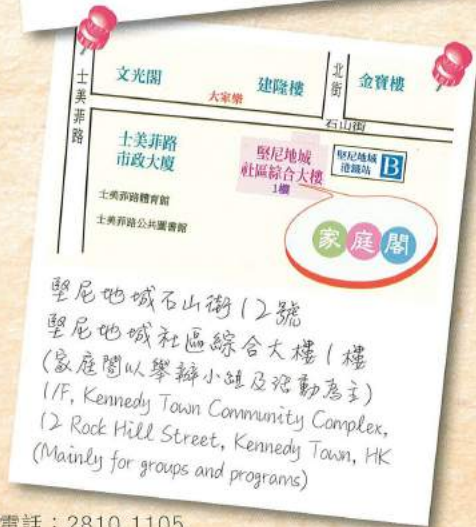 士美菲路
文光閣
大家樂
建隆樓
北街
金寶樓
石山街
士美菲路
市政大廈
士美菲路體育館
士美菲路公共圖書館
堅尼地城
社區綜合大樓
1樓
堅尼地城
港鐵站
B
家庭閣
堅尼地城石山街12號
堅尼地城社區綜合大樓1樓
(家庭閣以舉辦小組及活動為主)
1/F, Kennedy Town Community Complex,
12 Rock Hill Street, Kennedy Town, HK
(Mainly for groups and programs)
電話：2810 1105